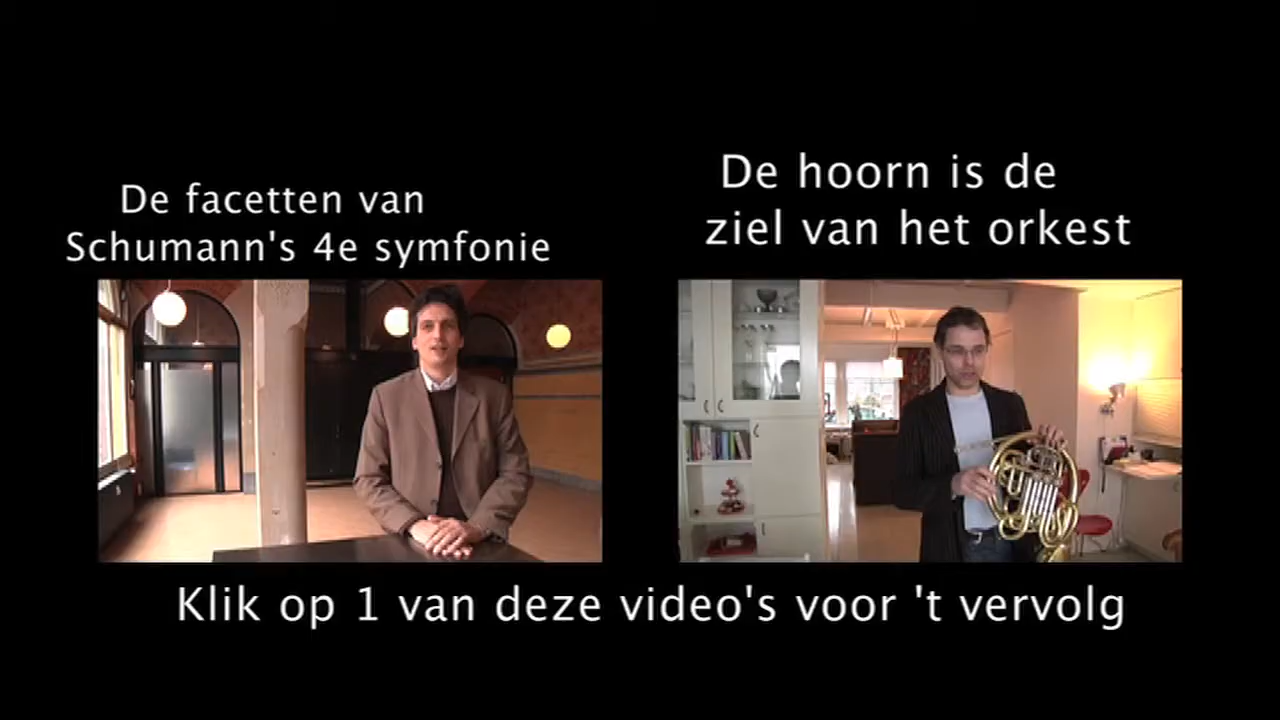 De facetten van
Schumann's 4e symfonie
De hoorn is de
ziel van het orkest
Klik op 1 van deze video's voor 't vervolg